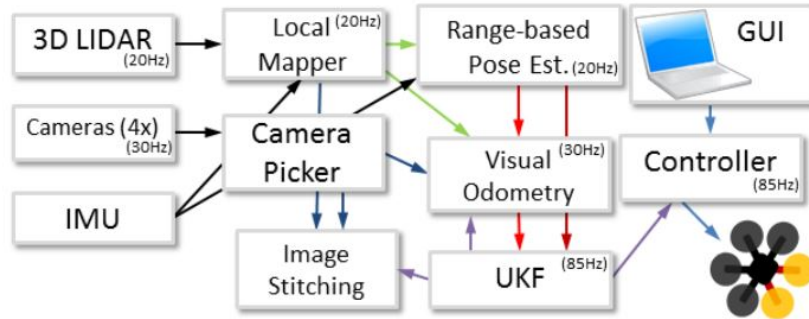 3D LIDAR
(20Hz)
Local (20Hz)
Mapper
Range-based
Pose Est. (20Hz)
GUI
Cameras (4x)
(30Hz)
Camera
Picker
Visual (30Hz)
Odometry
Controller
(85Hz)
IMU
Image
Stitching
UKF (85Hz)